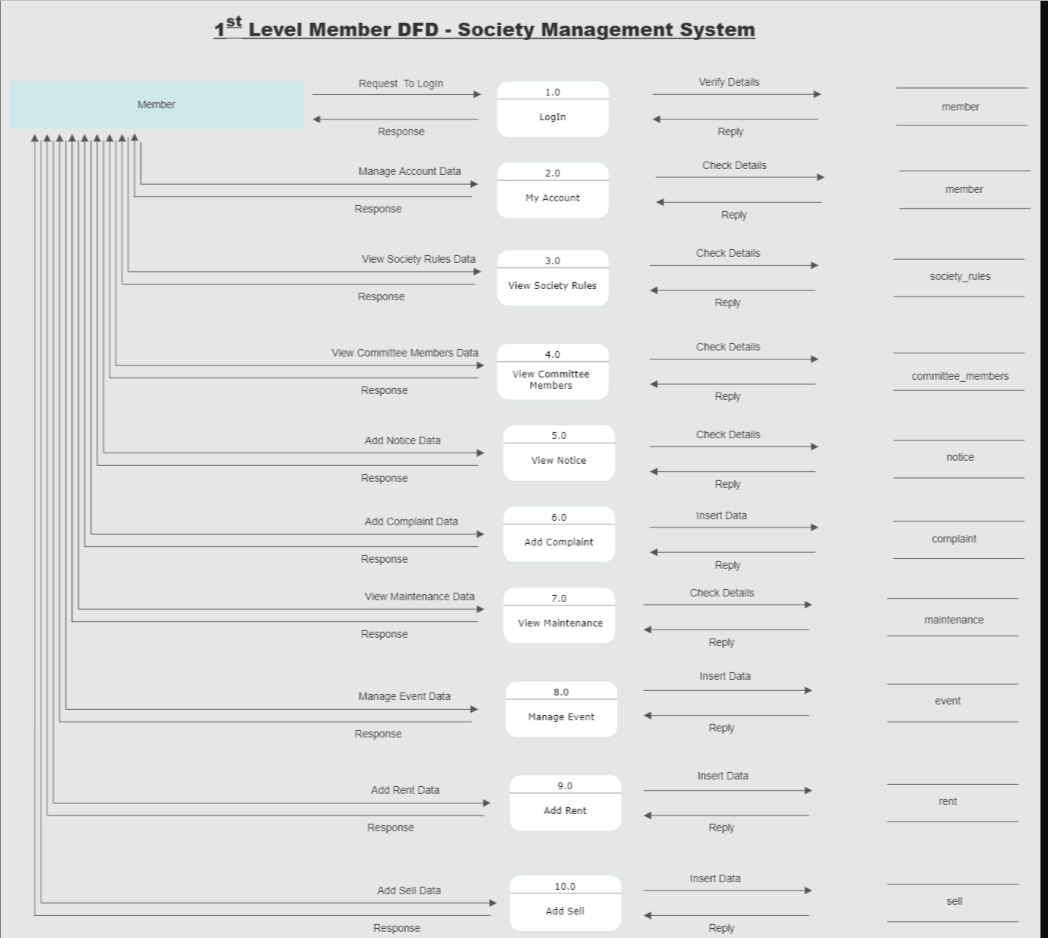 1st Level Member DFD - Society Management System
Member
Request To LogIn
Response
1.0
LogIn
Verify Details
Reply
member
Manage Account Data
Response
2.0
My Account
Check Details
Reply
member
View Society Rules Data
Response
3.0
View Society Rules
Check Details
Reply
society_rules
View Committee Members Data
Response
4.0
View Committee
Members
Check Details
Reply
committee_members
Add Notice Data
Response
5.0
View Notice
Check Details
Reply
notice
Add Complaint Data
Response
6.0
Add Complaint
Insert Data
Reply
complaint
View Maintenance Data
Response
7.0
View Maintenance
Check Details
Reply
maintenance
Manage Event Data
Response
8.0
Manage Event
Insert Data
Reply
event
Add Rent Data
Response
9.0
Add Rent
Insert Data
Reply
rent
Add Sell Data
Response
10.0
Add Sell
Insert Data
Reply
sell